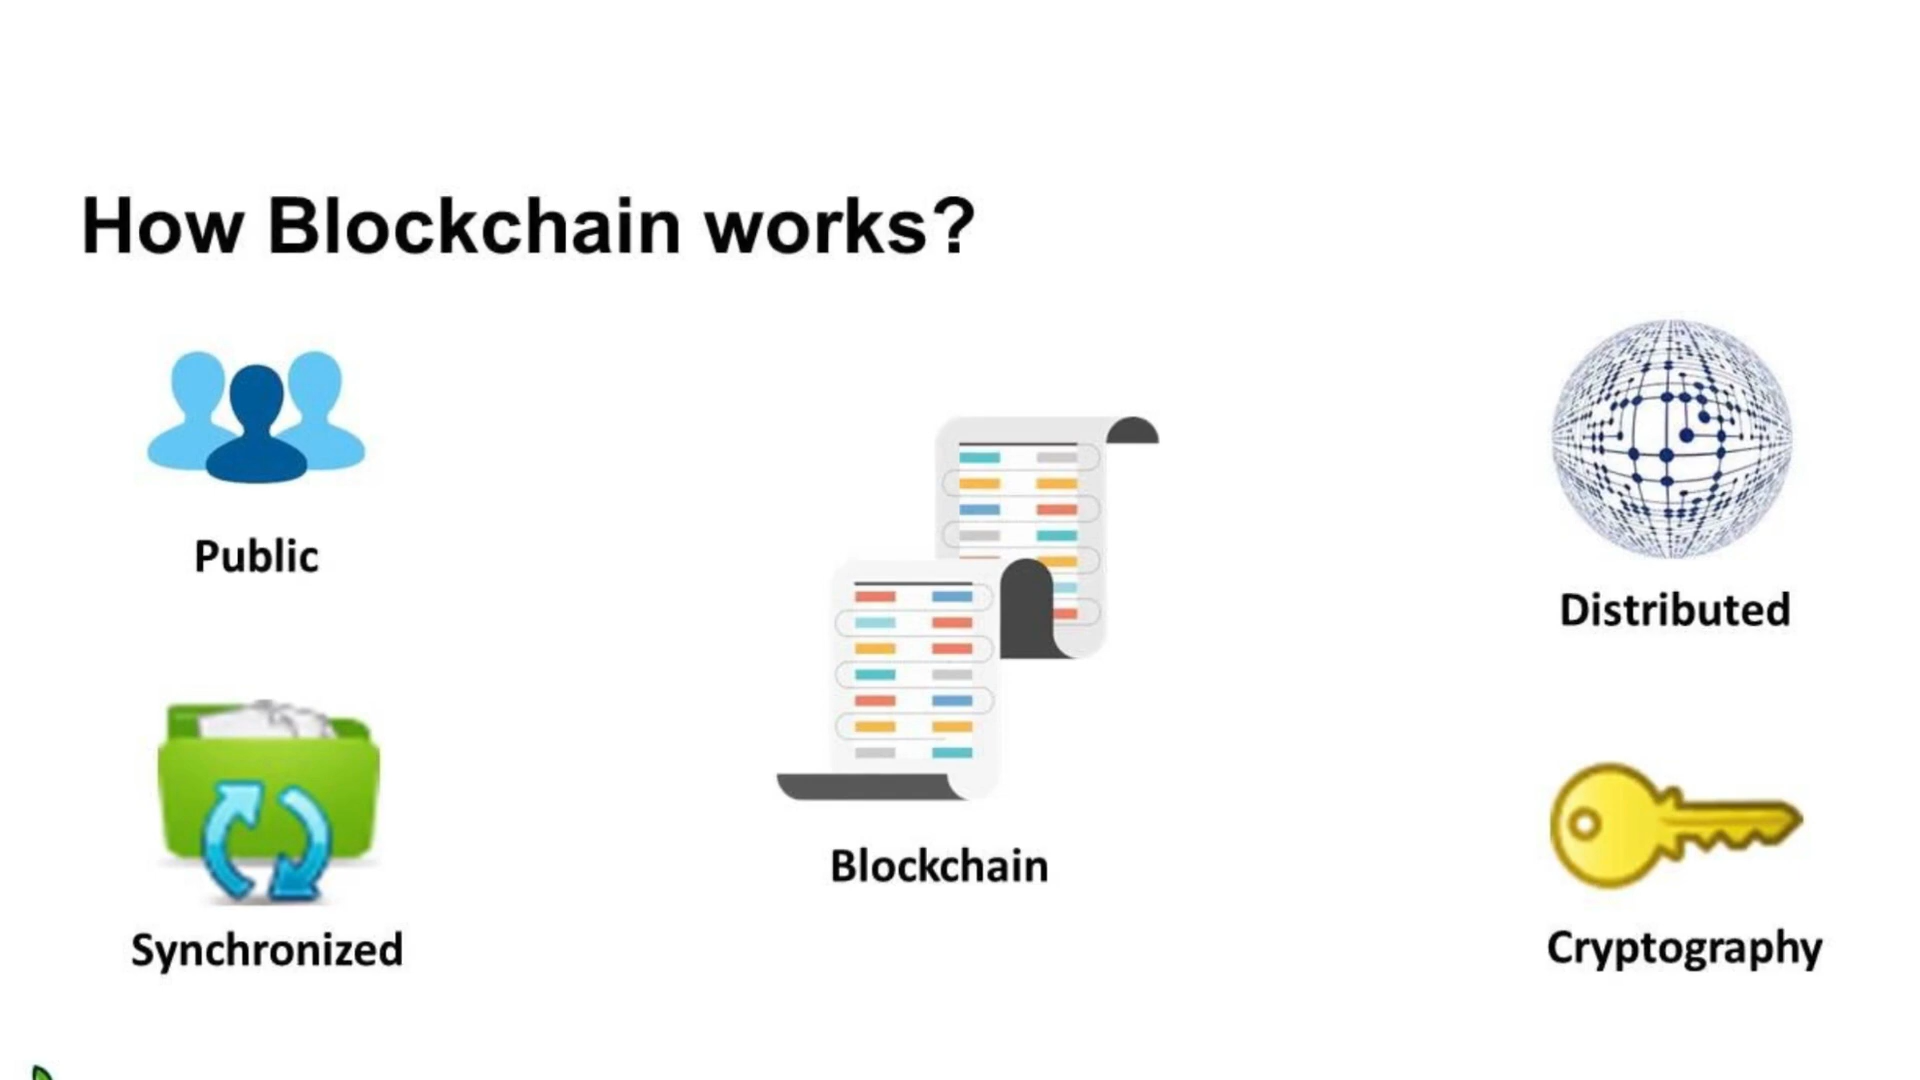 How Blockchain works?
Public
Distributed
Blockchain
Synchronized
Cryptography